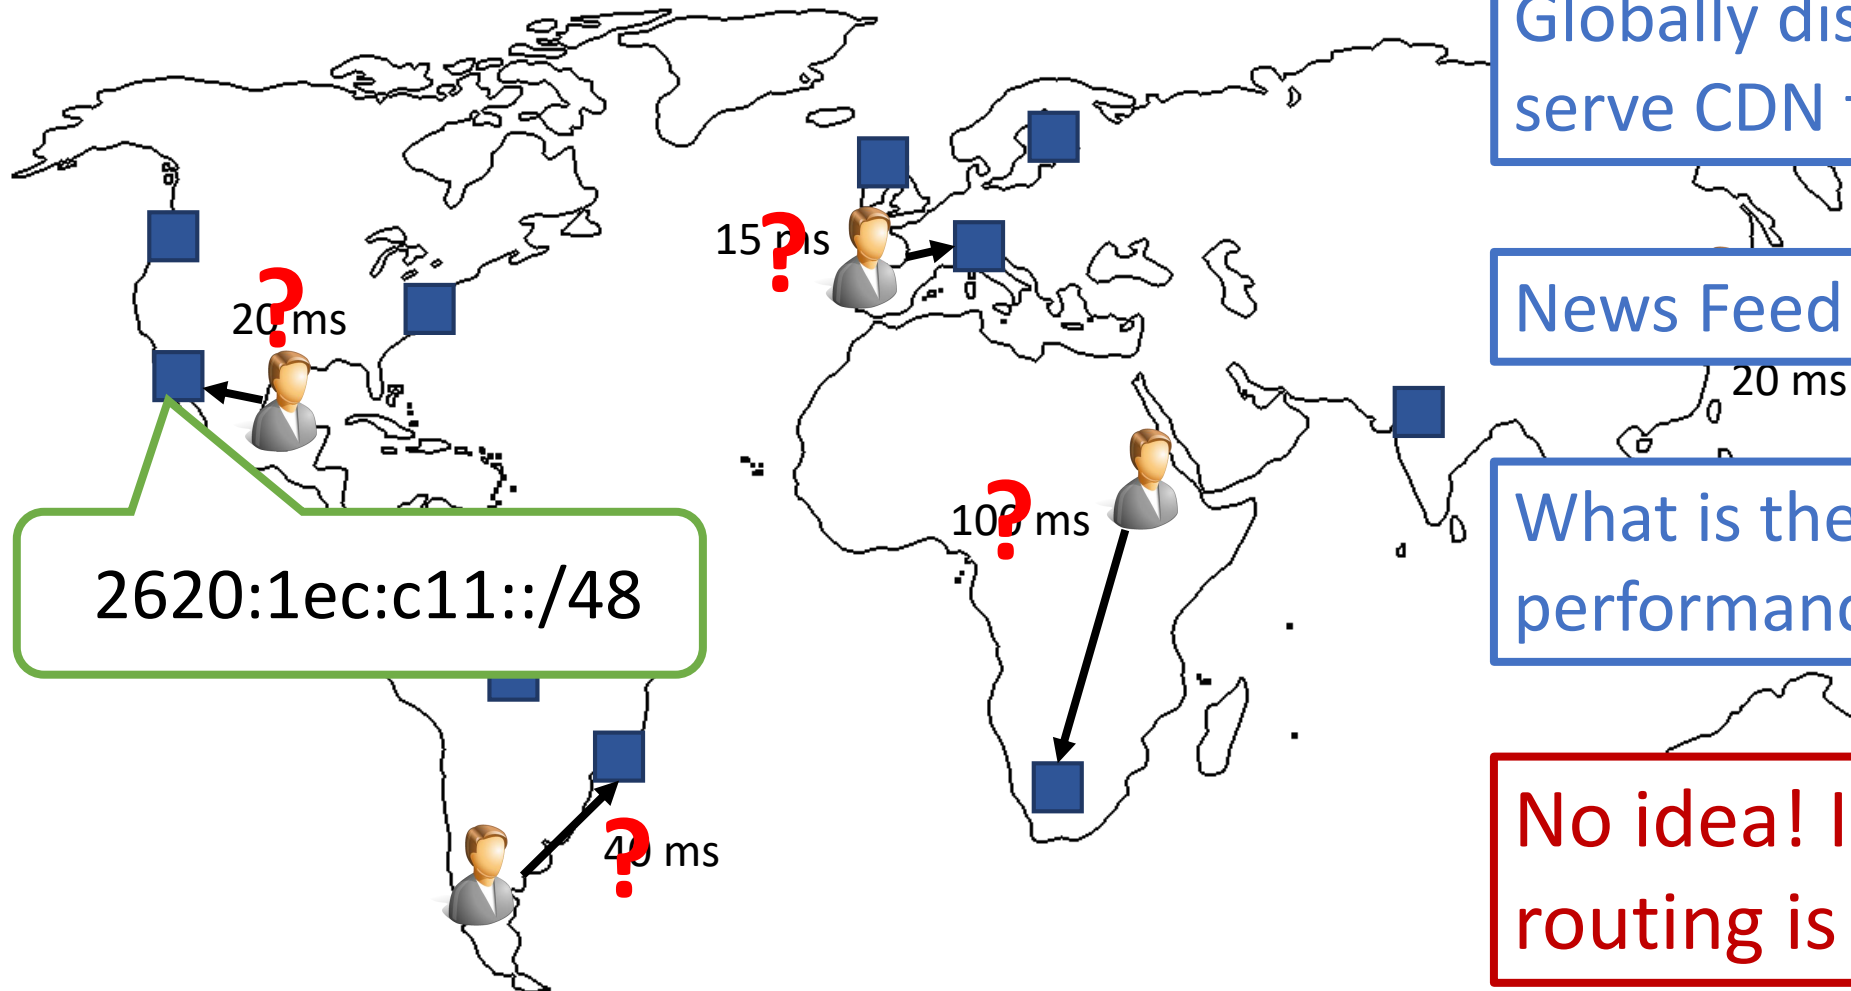 Globally dis
serve CDN
15 ms
?
20 ms
?
News Feed
20 ms
100 ms
?
What is the
performanc
2620:1ec:c11::/48
40 ms
?
No idea! I
routing is